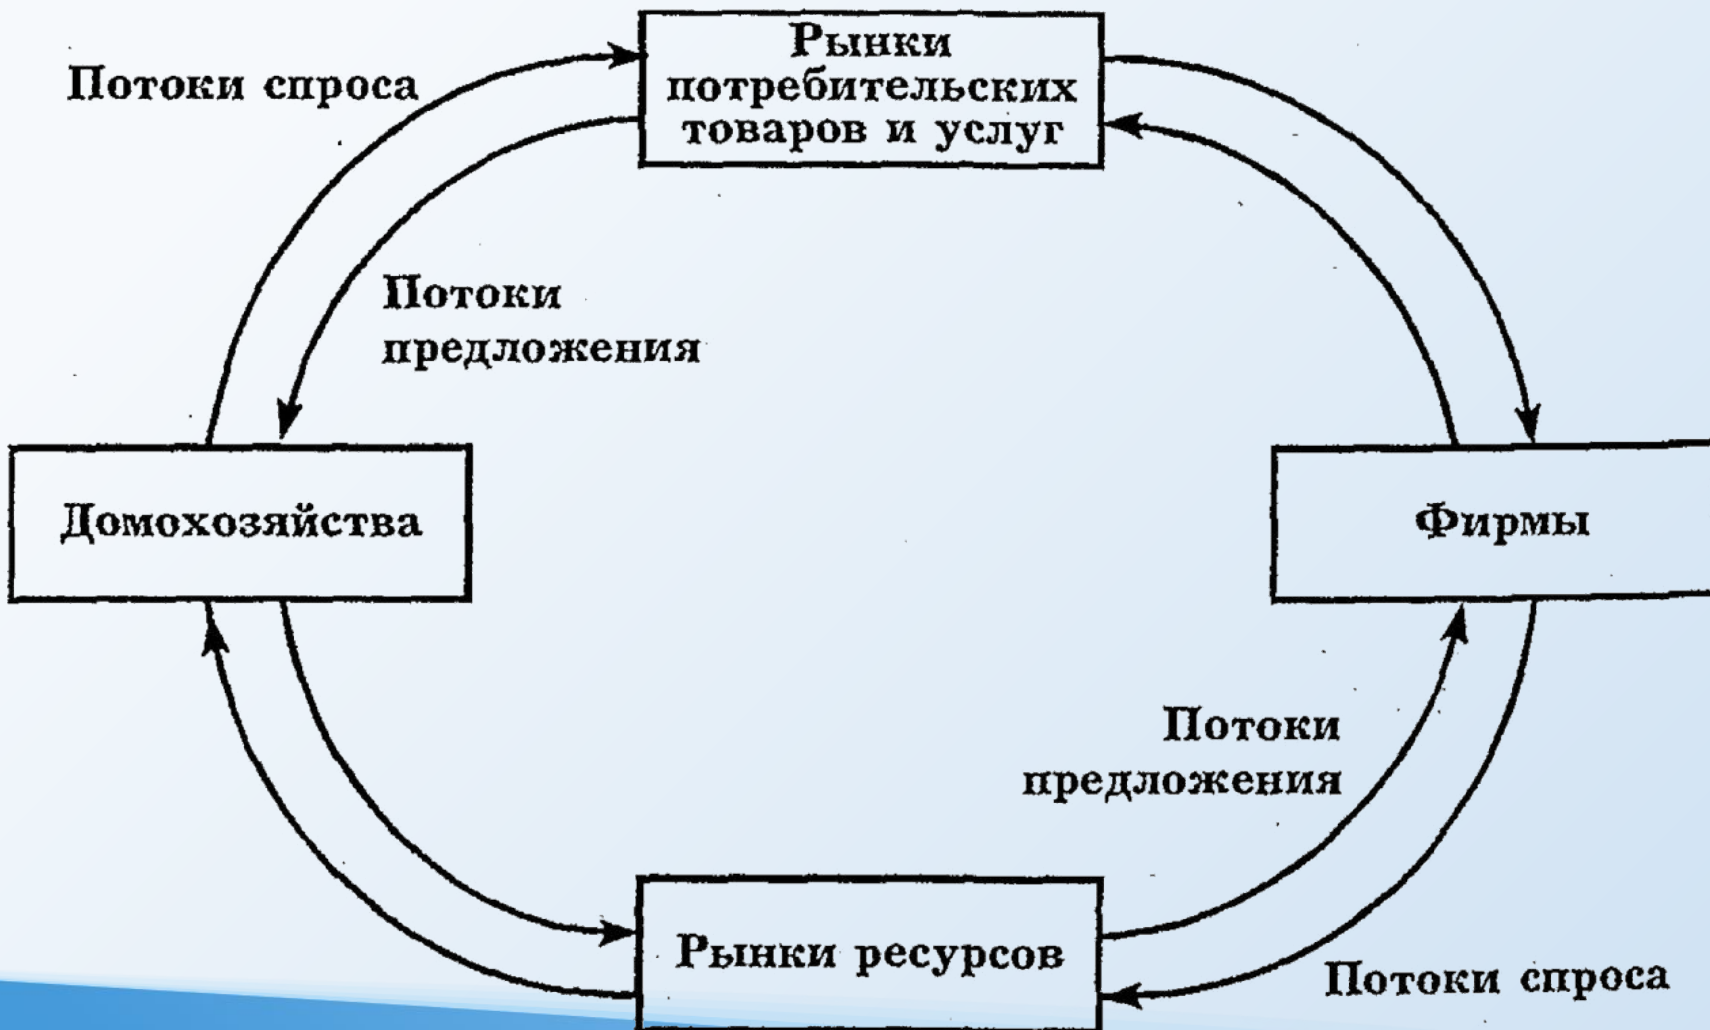 Рынки
потребительских
товаров и услуг
Потоки спроса
Потоки
предложения
Домохозяйства
Фирмы
Потоки
предложения
Рынки ресурсов
Потоки спроса